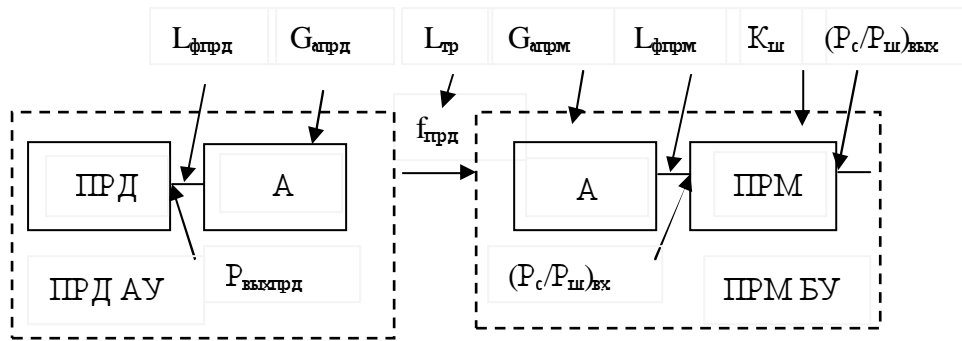 Lфпрд Gапрд Lтр Gапрм Lфпрм Кш (Рс/Рш)вых
fпрд
ПРД А А ПРМ
ПРД АУ Рвыхпрд (Рс/Рш)вх ПРМ БУ